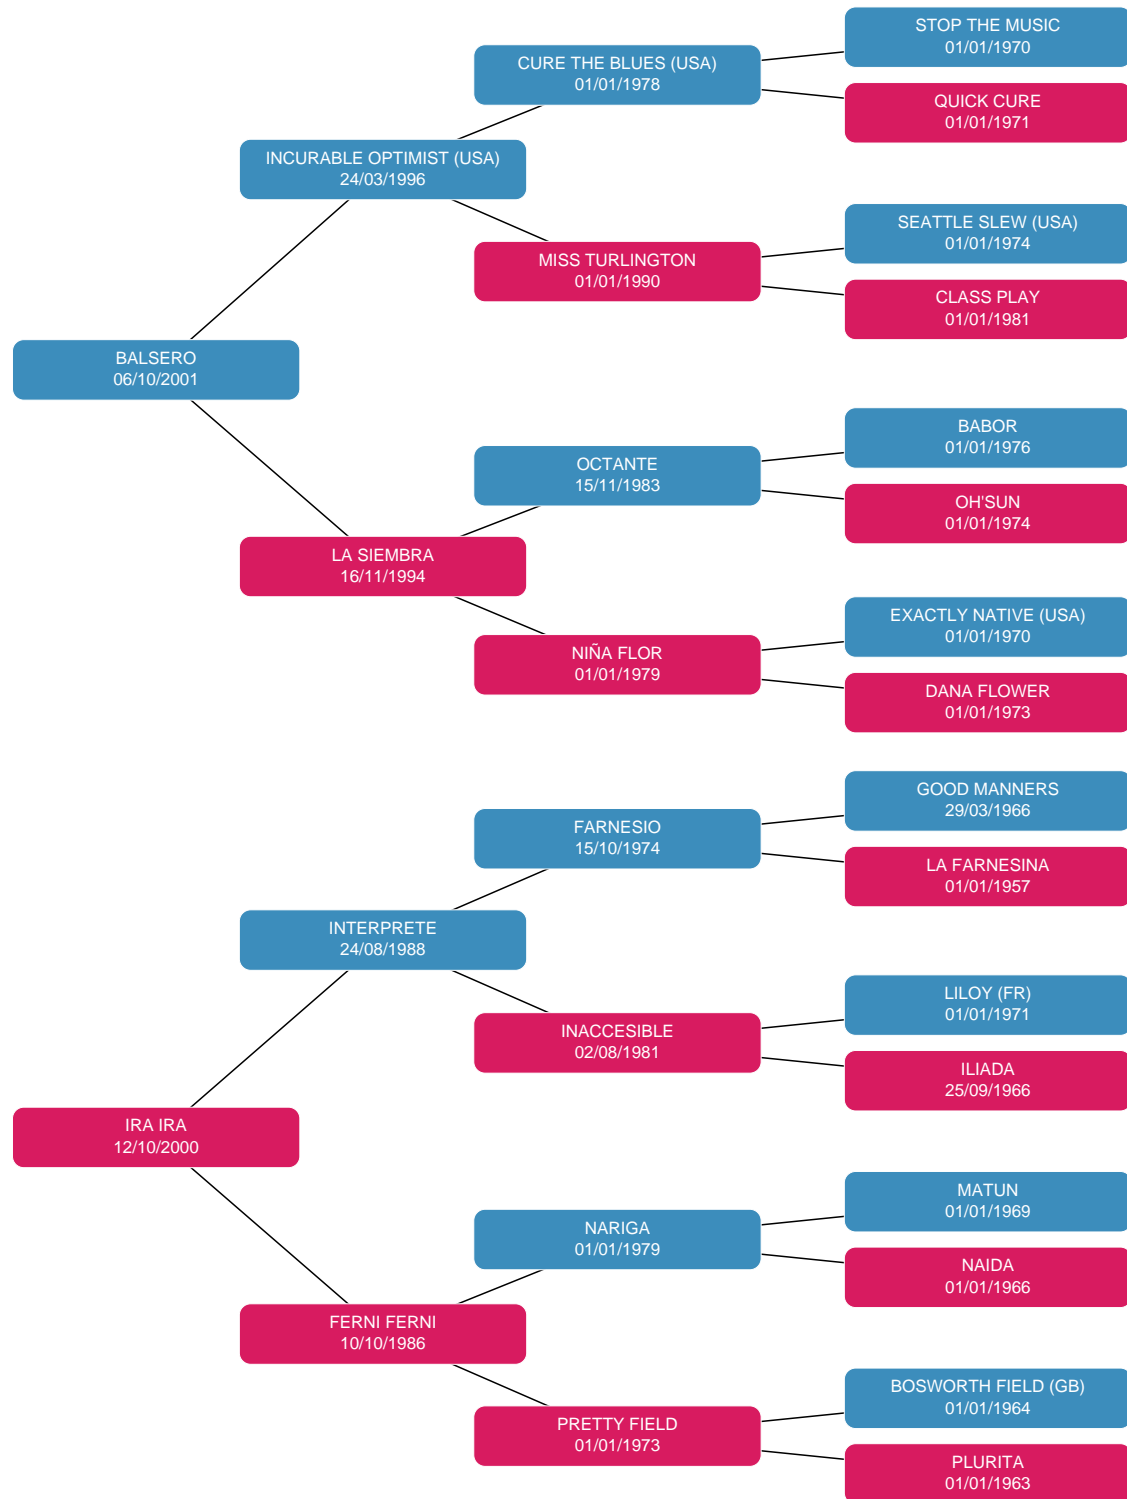 STOP THE MUSIC
01/01/1970
CURE THE BLUES (USA)
01/01/1978
QUICK CURE
01/01/1971
INCURABLE OPTIMIST (USA)
24/03/1996
SEATTLE SLEW (USA)
01/01/1974
MISS TURLINGTON
01/01/1990
CLASS PLAY
01/01/1981
BALSERO
06/10/2001
BABOR
01/01/1976
OCTANTE
15/11/1983
OH'SUN
01/01/1974
LA SIEMBRA
16/11/1994
EXACTLY NATIVE (USA)
01/01/1970
NIÑA FLOR
01/01/1979
DANA FLOWER
01/01/1973
GOOD MANNERS
29/03/1966
FARNESIO
15/10/1974
LA FARNESINA
01/01/1957
INTERPRETE
24/08/1988
LILOY (FR)
01/01/1971
INACCESIBLE
02/08/1981
ILIADA
25/09/1966
IRA IRA
12/10/2000
MATUN
01/01/1969
NARIGA
01/01/1979
NAIDA
01/01/1966
FERNI FERNI
10/10/1986
BOSWORTH FIELD (GB)
01/01/1964
PRETTY FIELD
01/01/1973
PLURITA
01/01/1963